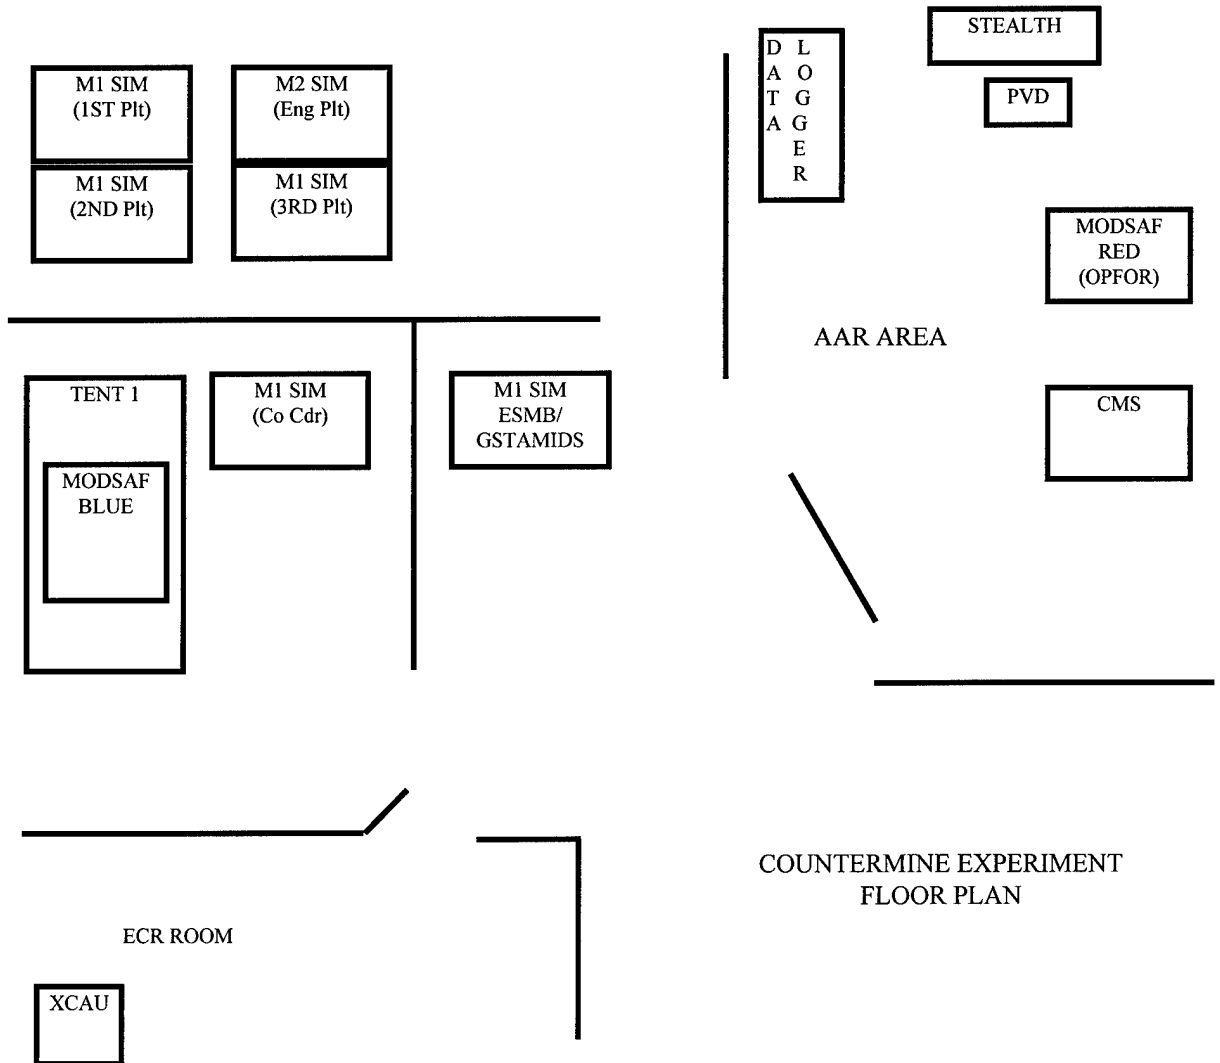 STEALTH
DATA LOGGER
PVD
M1 SIM
(1ST Plt)
M2 SIM
(Eng Plt)
M1 SIM
(2ND Plt)
M1 SIM
(3RD Plt)
MODSAF
RED
(OPFOR)
AAR AREA
TENT 1
MODSAF
BLUE
M1 SIM
(Co Cdr)
M1 SIM
ESMB/
GSTAMIDS
CMS
COUNTERMINE EXPERIMENT
FLOOR PLAN
ECR ROOM
XCAU